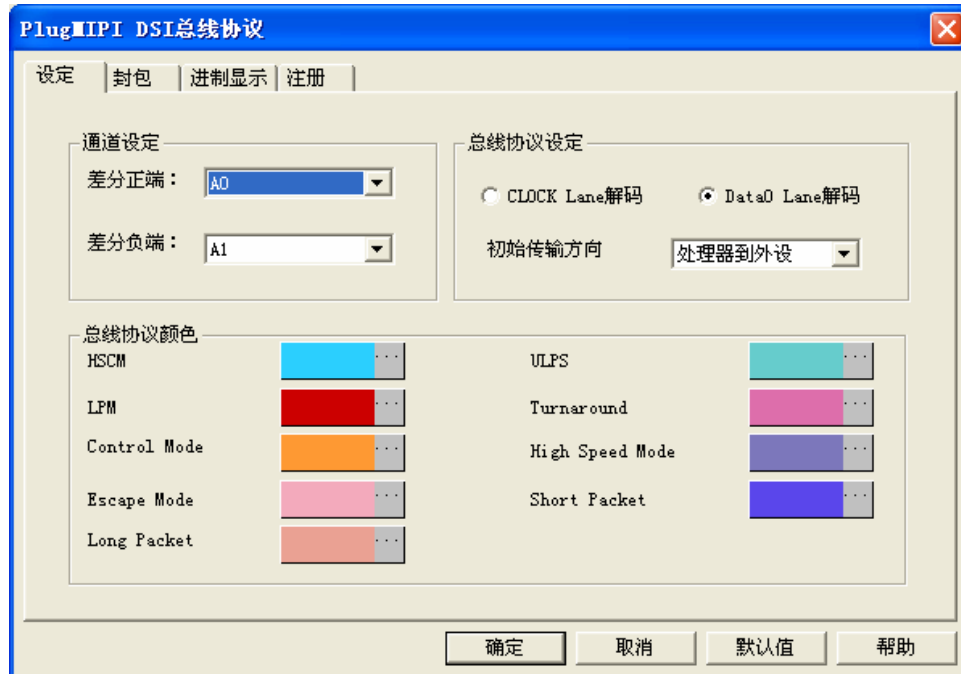 PlugMIPI DSI总线协议
设定 封包 进制显示 注册
通道设定
差分正端： A0
差分负端： A1
总线协议设定
CLOCK Lane解码 Data0 Lane解码
初始传输方向 处理器到外设
总线协议颜色
HSCM ... ULPS ...
LPM ... Turnaround ...
Control Mode ... High Speed Mode ...
Escape Mode ... Short Packet ...
Long Packet ...
确定 取消 默认值 帮助